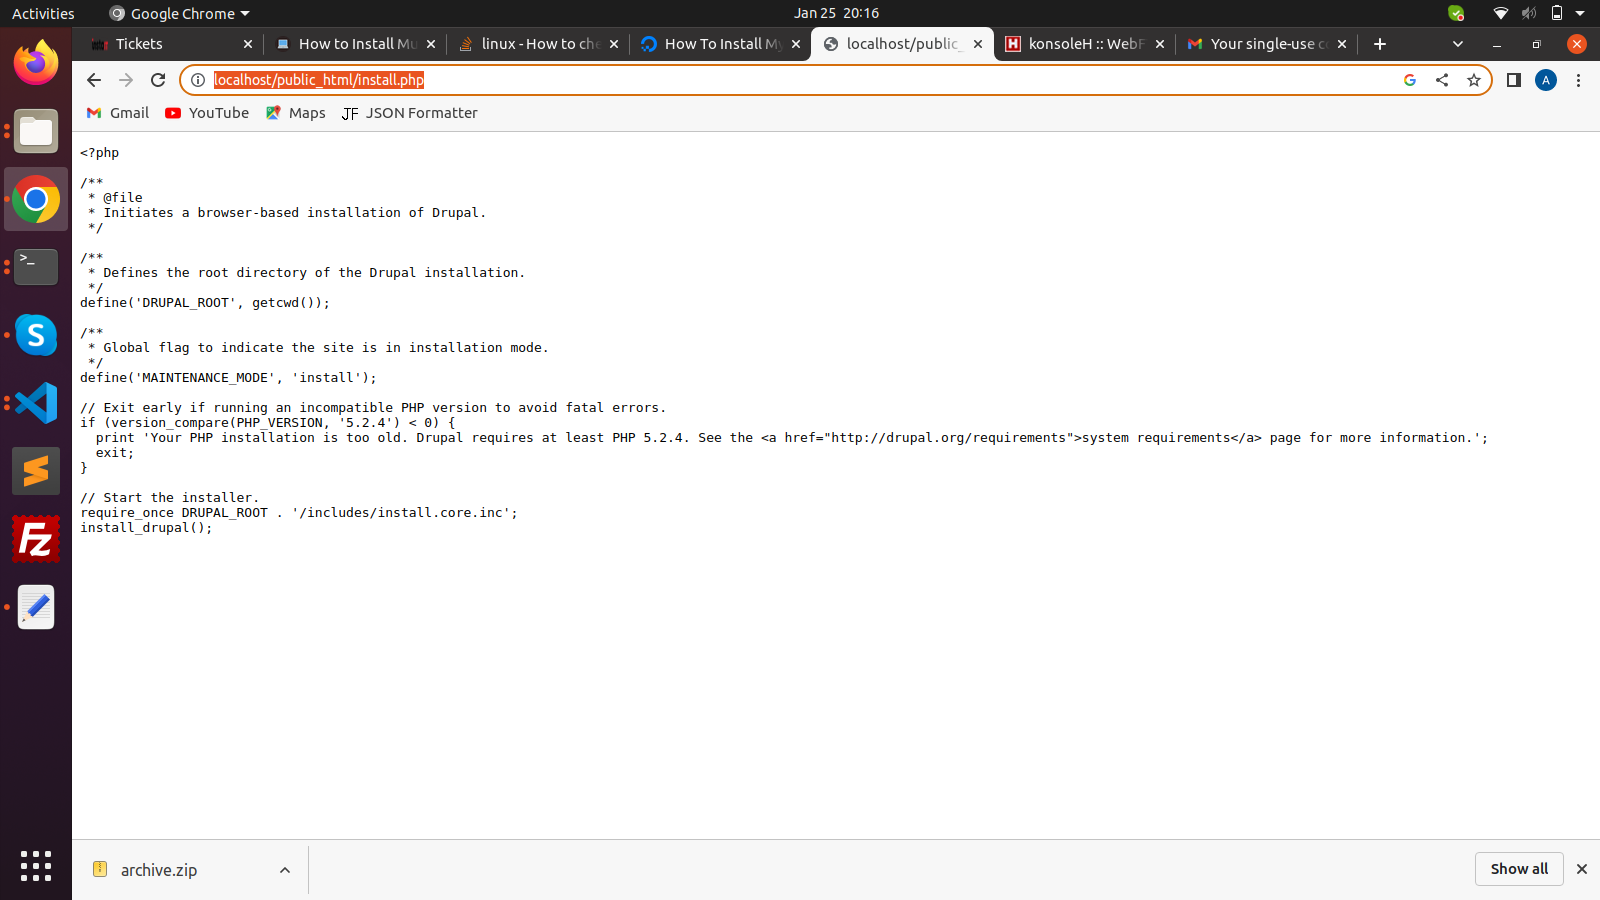 Activities
Google Chrome
Jan 25 20:16
Tickets
How to Install Mu
linux - How to che
How To Install My
localhost/public_
konsoleH :: WebF
Your single-use co
localhost/public_html/install.php
A
Gmail
YouTube
Maps
JF JSON Formatter
<?php
/**
 * @file
 * Initiates a browser-based installation of Drupal.
 */
/**
 * Defines the root directory of the Drupal installation.
 */
define('DRUPAL_ROOT', getcwd());
/**
 * Global flag to indicate the site is in installation mode.
 */
define('MAINTENANCE_MODE', 'install');
// Exit early if running an incompatible PHP version to avoid fatal errors.
if (version_compare(PHP_VERSION, '5.2.4') < 0) {
  print 'Your PHP installation is too old. Drupal requires at least PHP 5.2.4. See the <a href="http://drupal.org/requirements">system requirements</a> page for more information.';
  exit;
}
// Start the installer.
require_once DRUPAL_ROOT . '/includes/install.core.inc';
install_drupal();
archive.zip
Show all